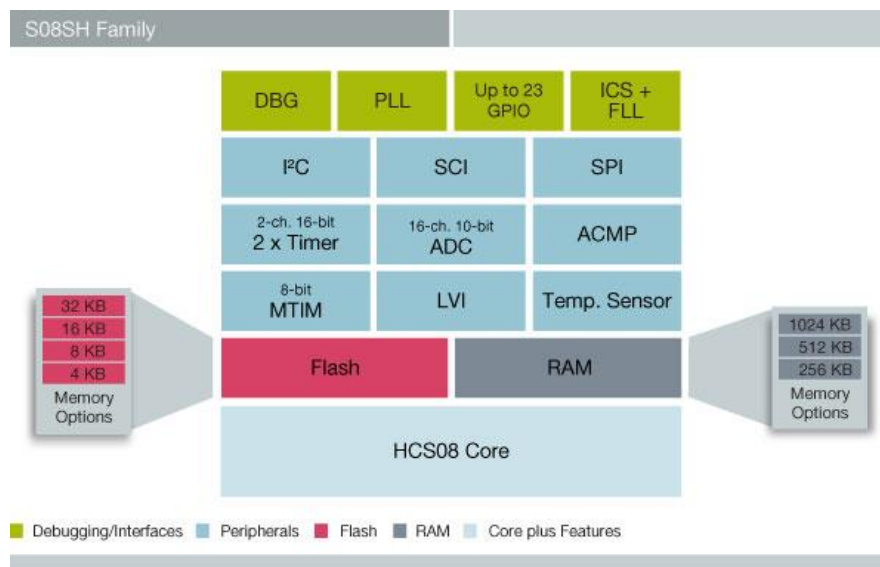 S08SH Family
DBG
PLL
Up to 23
GPIO
ICS +
FLL
I²C
SCI
SPI
2-ch. 16-bit
2 x Timer
16-ch. 10-bit
ADC
ACMP
8-bit
MTIM
LVI
Temp. Sensor
32 KB
16 KB
8 KB
4 KB
Memory
Options
Flash
RAM
1024 KB
512 KB
256 KB
Memory
Options
HCS08 Core
Debugging/Interfaces
Peripherals
Flash
RAM
Core plus Features